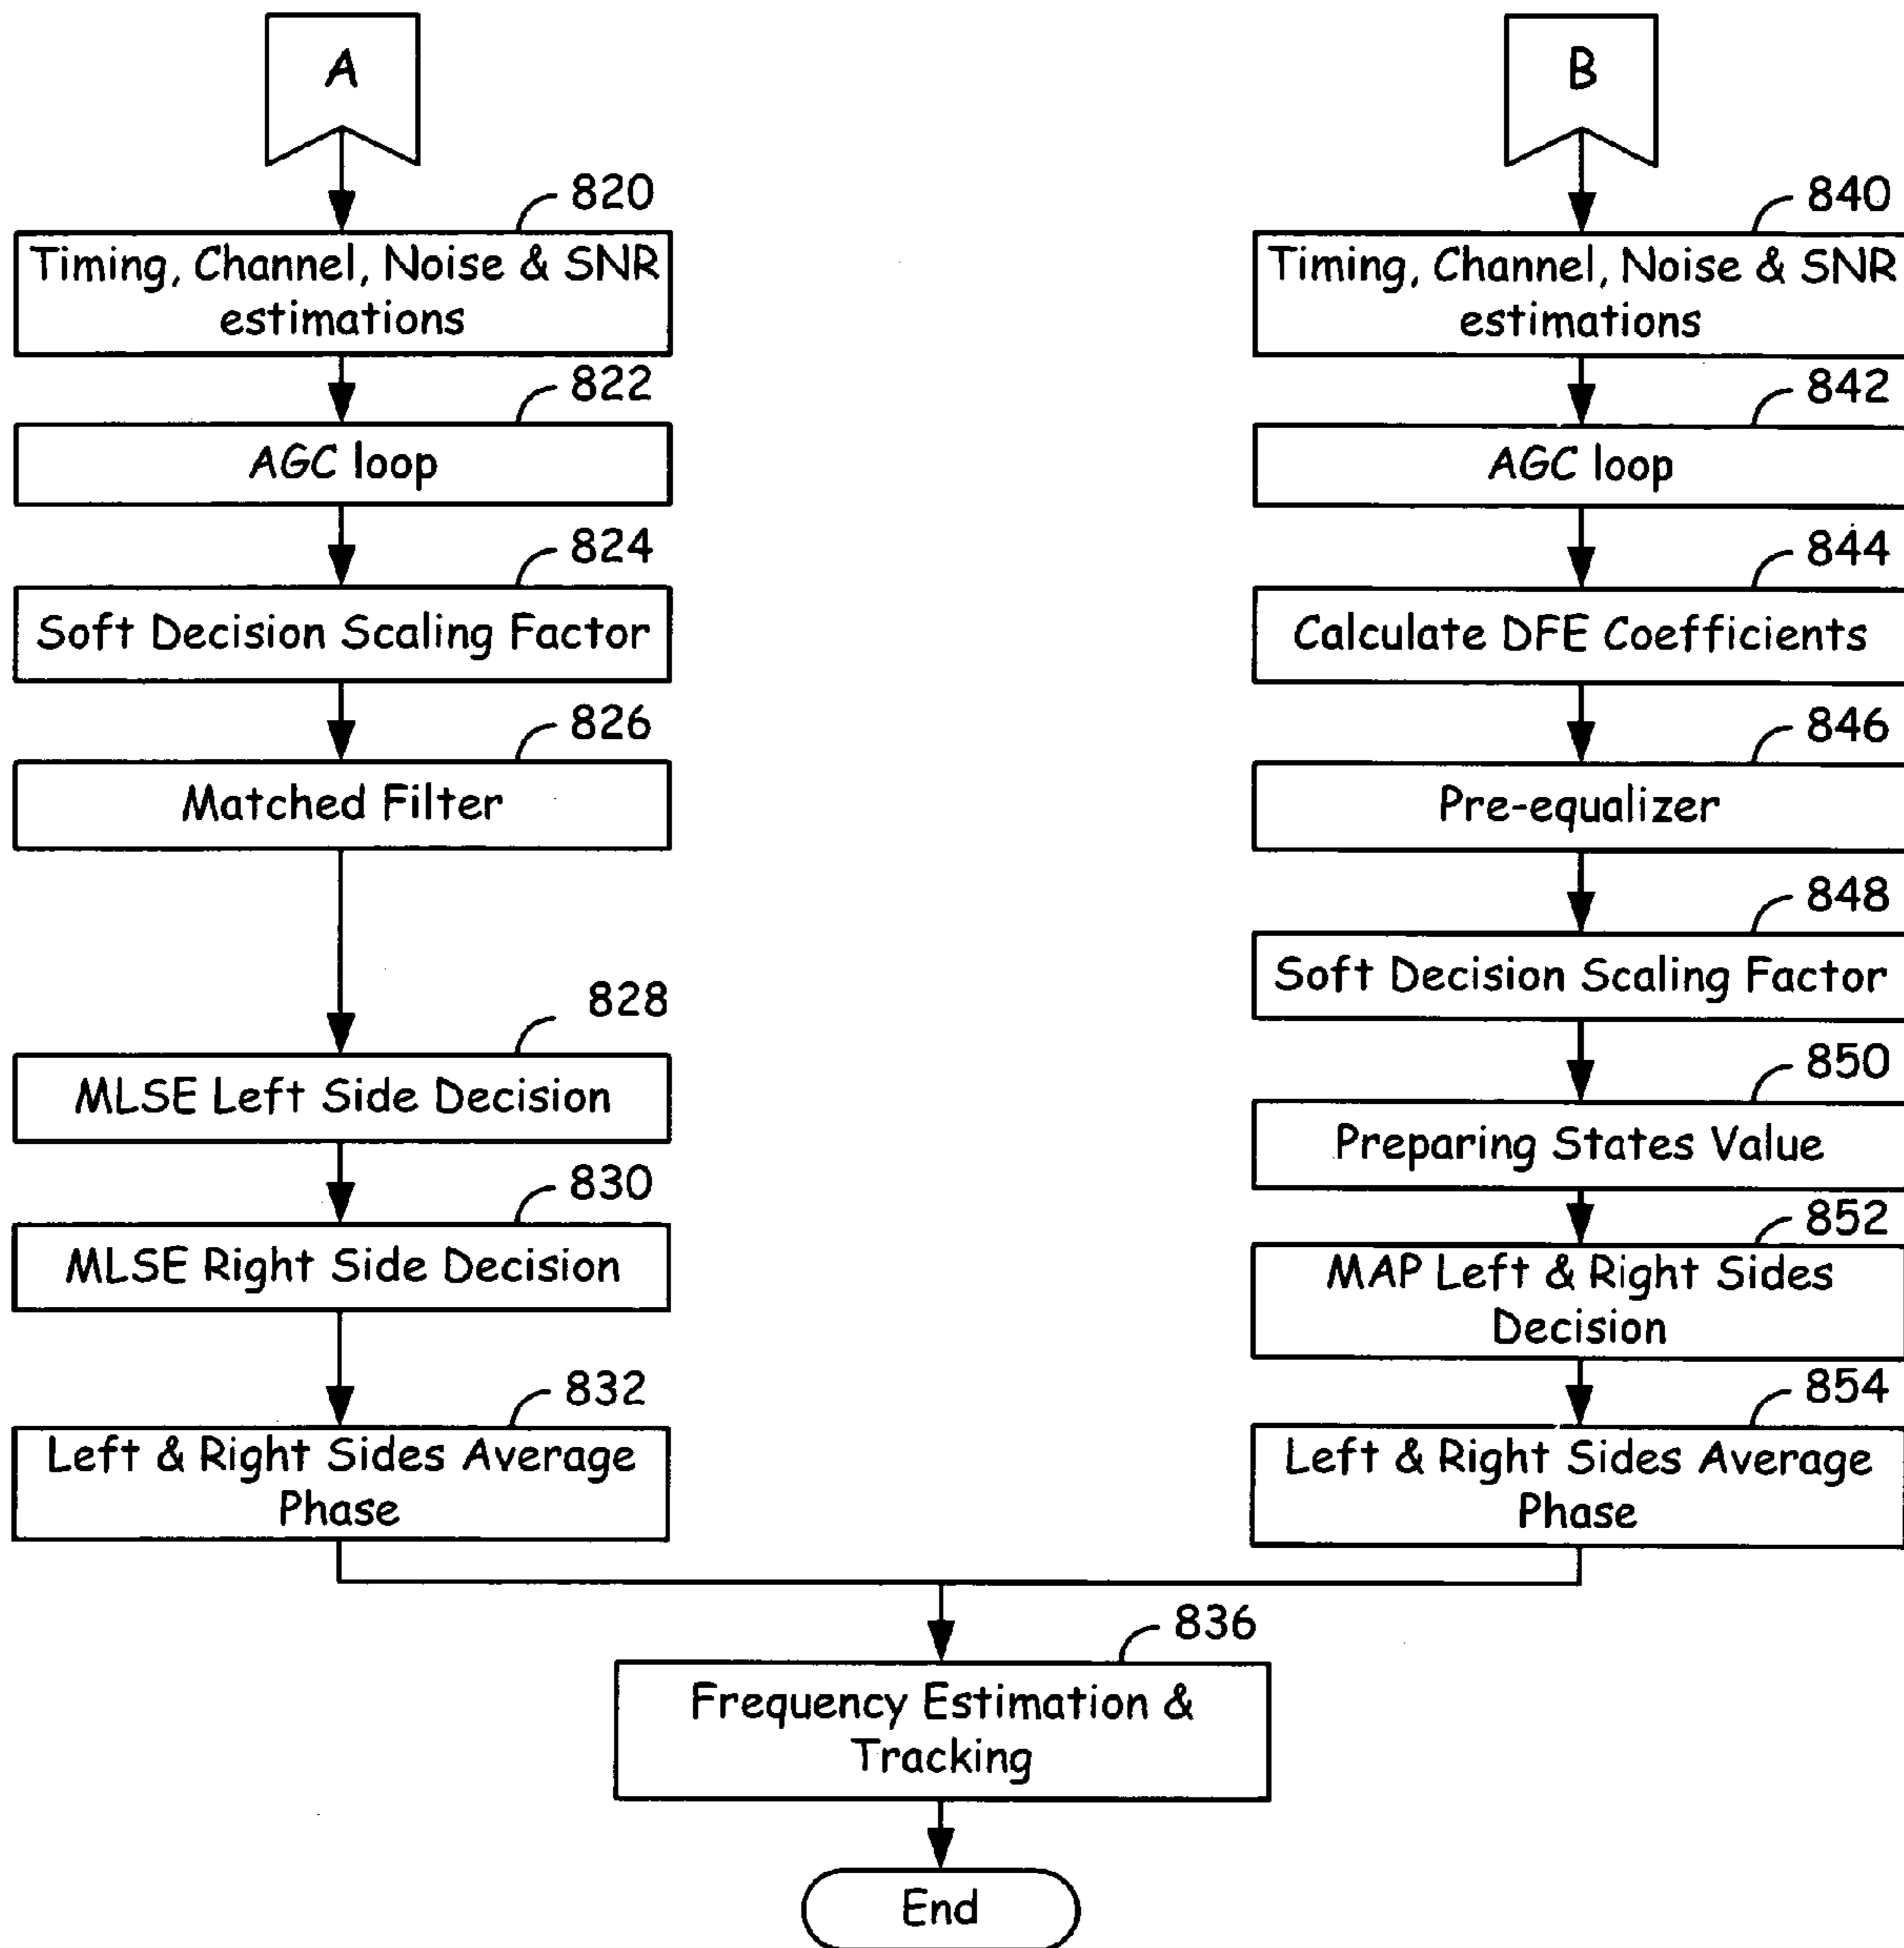 A
820
Timing, Channel, Noise & SNR
estimations
822
AGC loop
824
Soft Decision Scaling Factor
826
Matched Filter
828
MLSE Left Side Decision
830
MLSE Right Side Decision
832
Left & Right Sides Average
Phase
B
840
Timing, Channel, Noise & SNR
estimations
842
AGC loop
844
Calculate DFE Coefficients
846
Pre-equalizer
848
Soft Decision Scaling Factor
850
Preparing States Value
852
MAP Left & Right Sides
Decision
854
Left & Right Sides Average
Phase
836
Frequency Estimation &
Tracking
End